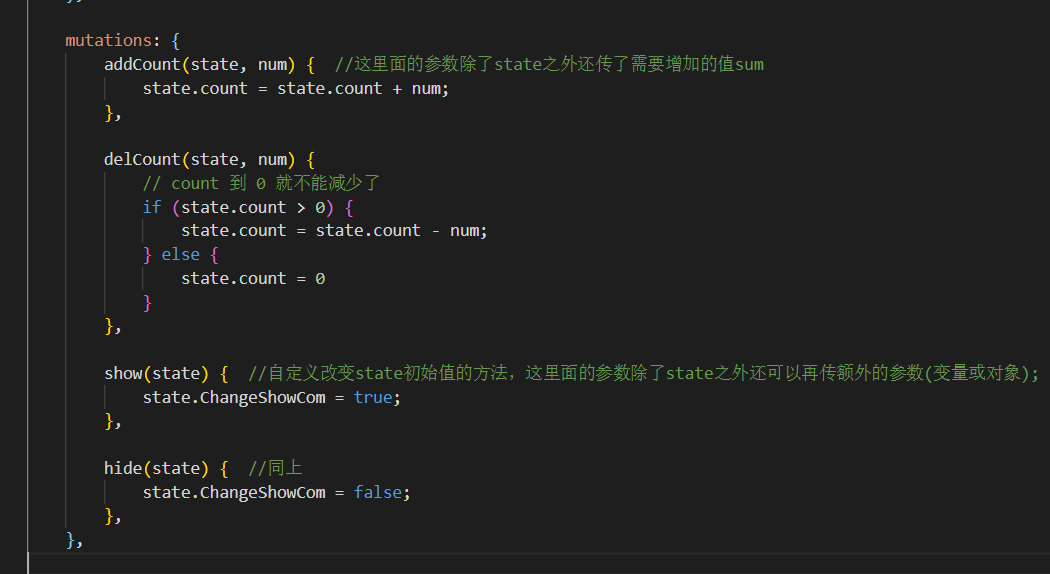 },
mutations: {
addCount(state, num) {  //这里面的参数除了state之外还传了需要增加的值sum
state.count = state.count + num;
},
delCount(state, num) {
// count 到 0 就不能减少了
if (state.count > 0) {
state.count = state.count - num;
} else {
state.count = 0
}
},
show(state) {  //自定义改变state初始值的方法，这里面的参数除了state之外还可以再传额外的参数(变量或对象);
state.ChangeShowCom = true;
},
hide(state) {  //同上
state.ChangeShowCom = false;
},
},